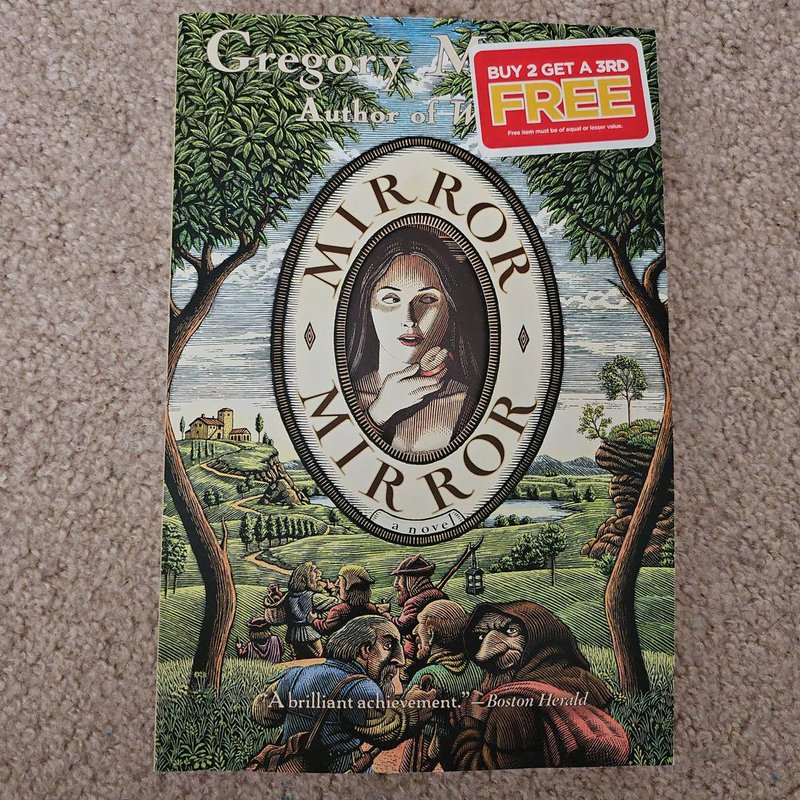 Gregory M
Author of W
BUY 2 GET A 3RD
FREE
Free item must be of equal or lesser value.
MIRROR
MIRROR
a novel
"A brilliant achievement."—Boston Herald